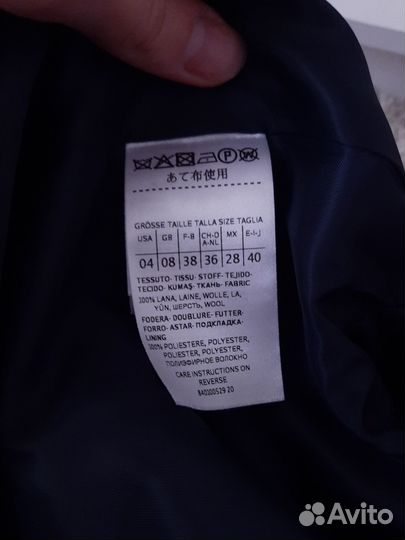 P
あて布使用
GRÖSSE TAILLE TALLA SIZE TAGLIA
USA GB F-B CH-D A-NL MX E-I-J
04 08 38 36 28 40
TESSUTO-TISSU-STOFF-TEJIDO-
TECIDO-KUMAŞ-ТКАНЬ-FABRIC
100% LANA, LAINE, WOLLE, LA,
YÜN, ШЕРСТЬ, WOOL
FODERA-DOUBLURE-FUTTER-
FORRO-ASTAR-ПОДКЛАДКА-
LINING
100% POLIESTERE, POLYESTER,
POLIESTER, POLYESTER,
ПОЛИЭФИРНОЕ ВОЛОКНО
CARE INSTRUCTIONS ON
REVERSE
Avito